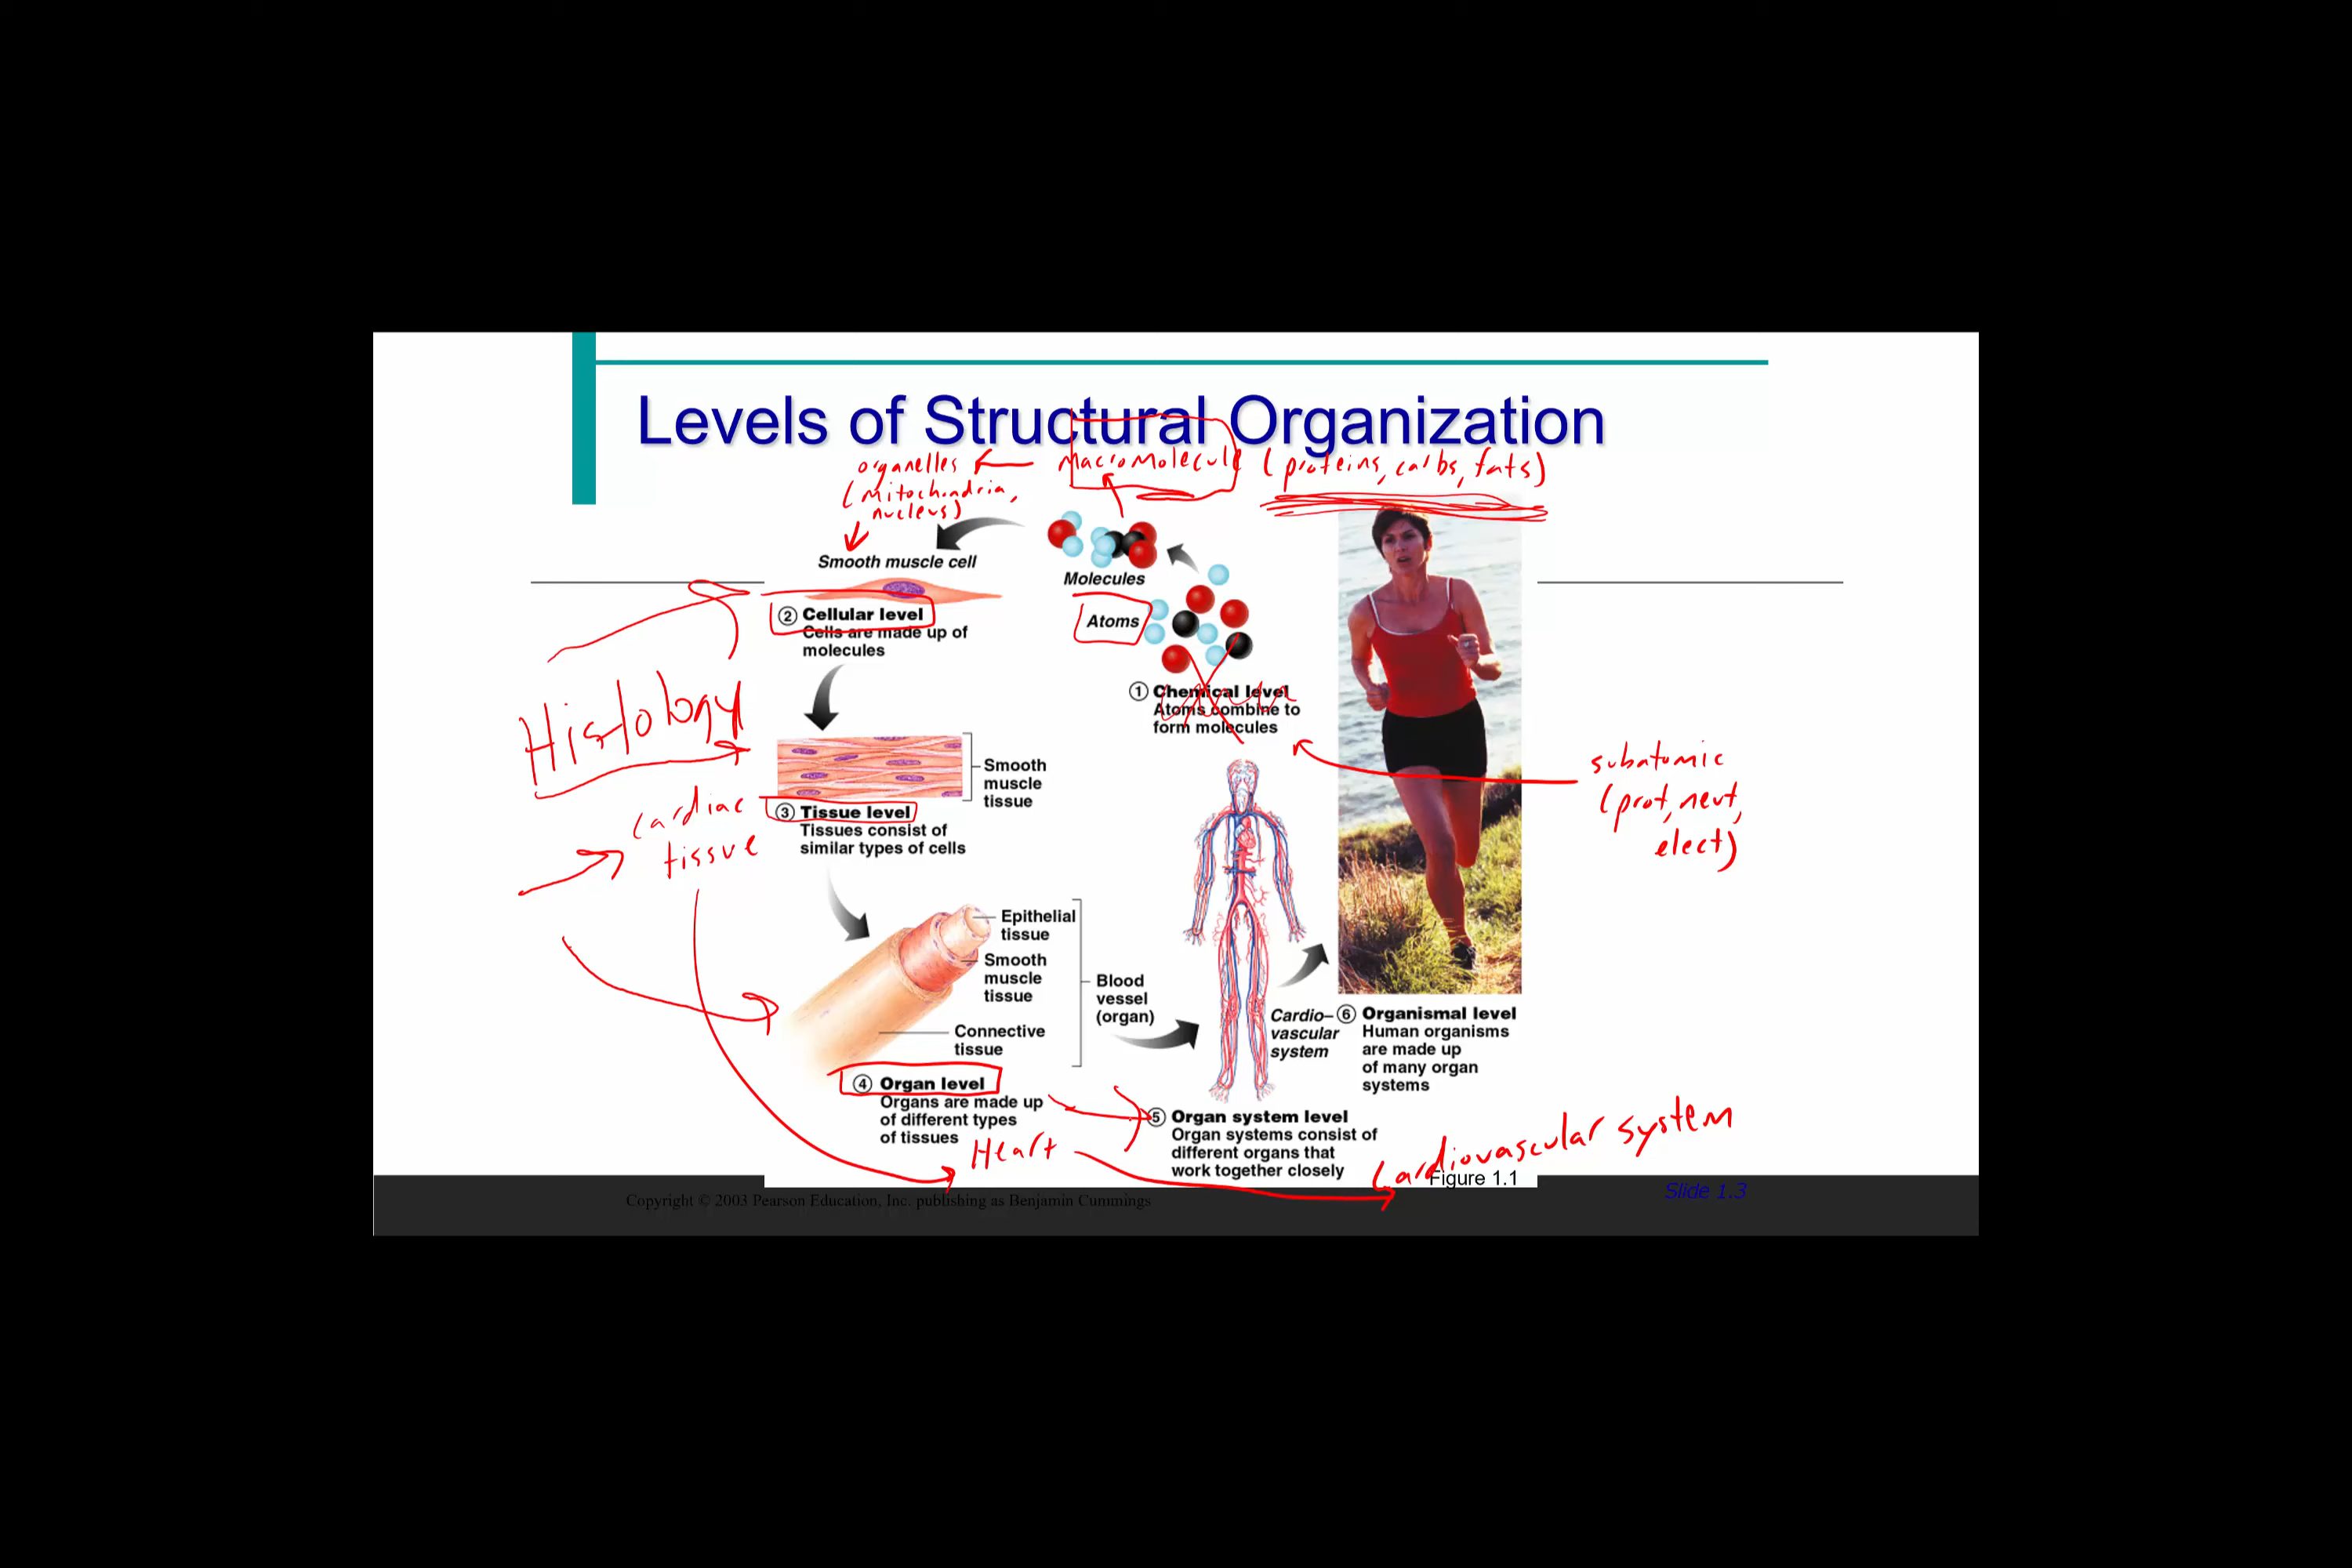 Levels of Structural Organization
organelles
(mitochondria,
nucleus)
macromolecule (proteins, carbs, fats)
Smooth muscle cell
Molecules
Atoms
② Cellular level
Cells are made up of
molecules
① Chemical level
Atoms combine to
form molecules
Histology
subatomic
(prot, neut,
elect)
Smooth
muscle
tissue
cardiac
tissue
③ Tissue level
Tissues consist of
similar types of cells
Epithelial
tissue
Smooth
muscle
tissue
Connective
tissue
Blood
vessel
(organ)
Cardio–
vascular
system
⑥ Organismal level
Human organisms
are made up
of many organ
systems
④ Organ level
Organs are made up
of different types
of tissues
Heart
⑤ Organ system level
Organ systems consist of
different organs that
work together closely
Cardiovascular system
Figure 1.1
Copyright © 2003 Pearson Education, Inc. publishing as Benjamin Cummings
Slide 1.3